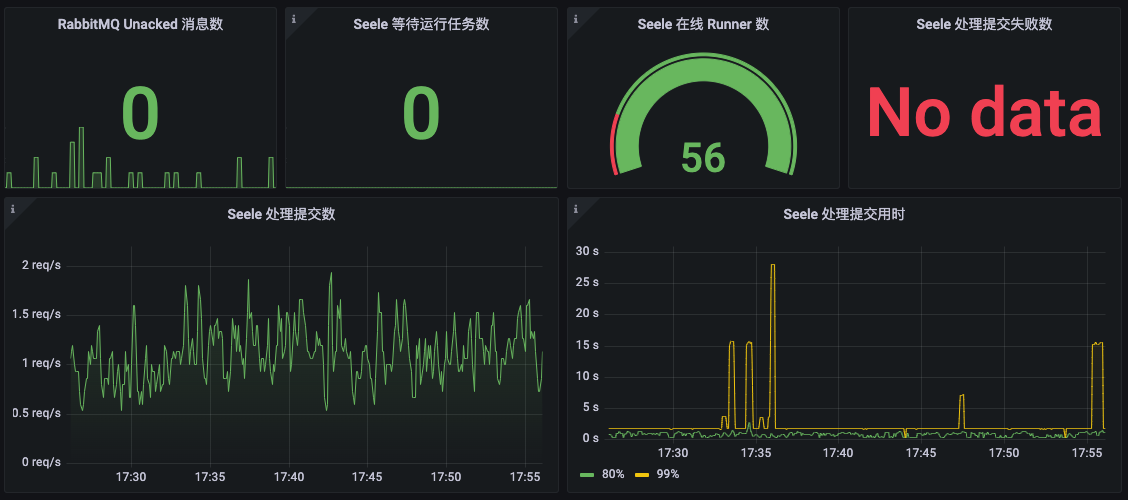 RabbitMQ Unacked 消息数
0
i
Seele 等待运行任务数
0
i
Seele 在线 Runner 数
56
Seele 处理提交失败数
No data
i
Seele 处理提交数
2 req/s
1.5 req/s
1 req/s
0.5 req/s
0 req/s
17:30 17:35 17:40 17:45 17:50 17:55
i
Seele 处理提交用时
30 s
25 s
20 s
15 s
10 s
5 s
0 s
17:30 17:35 17:40 17:45 17:50 17:55
80% 99%